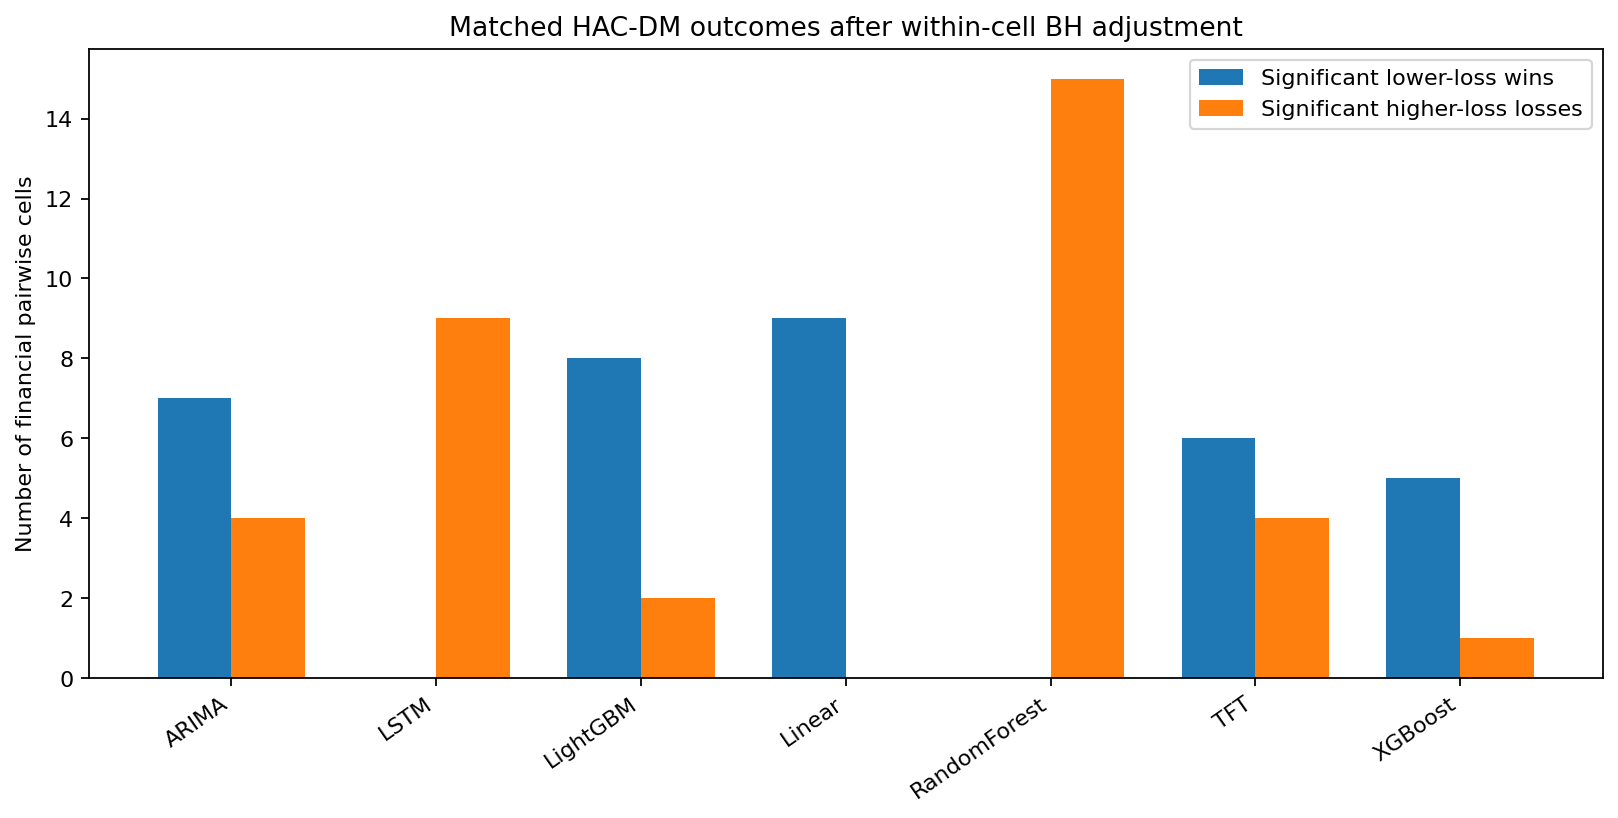 Matched HAC-DM outcomes after within-cell BH adjustment
Significant lower-loss wins
Significant higher-loss losses
Number of financial pairwise cells
14
12
10
8
6
4
2
0
ARIMA
LSTM
LightGBM
Linear
RandomForest
TFT
XGBoost